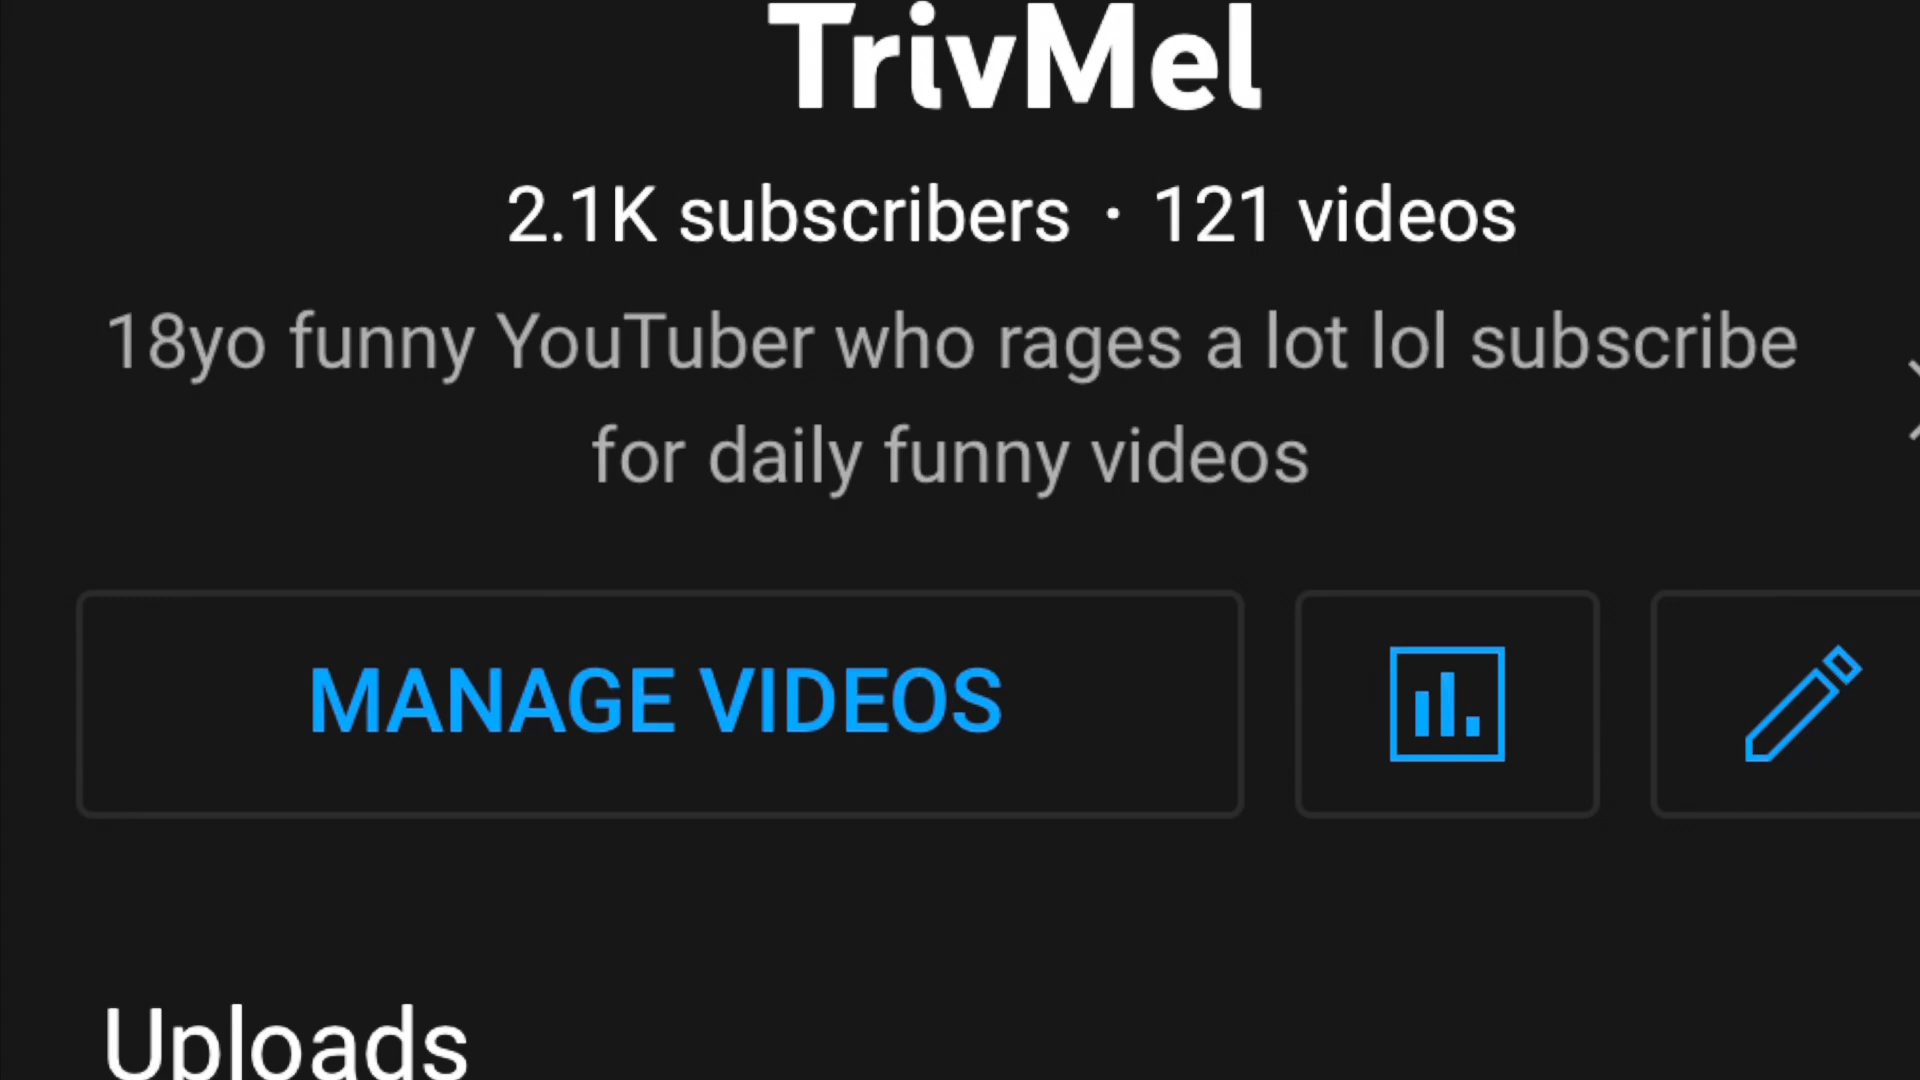 TrivMel
2.1K subscribers · 121 videos
18yo funny YouTuber who rages a lot lol subscribe
for daily funny videos
MANAGE VIDEOS
Uploads